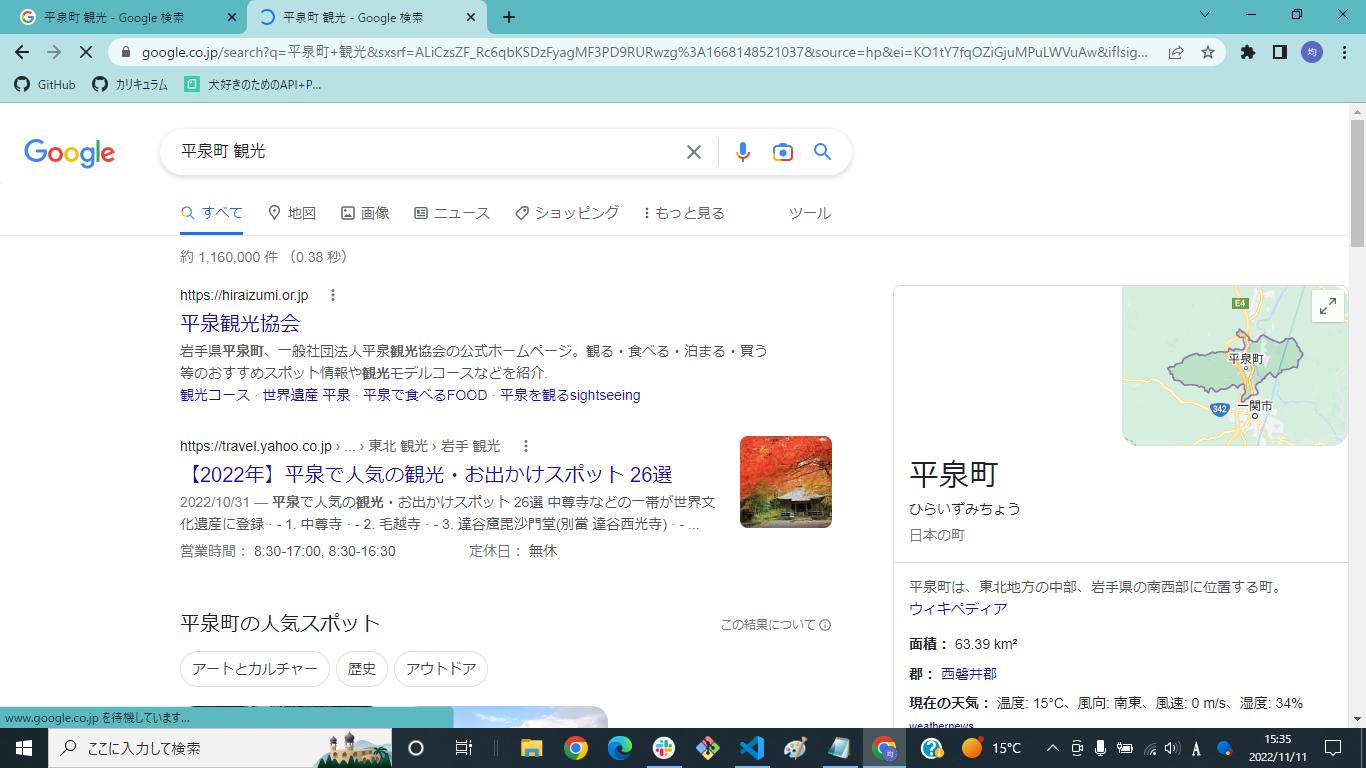 平泉町 観光 - Google 検索
平泉町 観光 - Google 検索
google.co.jp/search?q=平泉町+観光&sxsrf=ALiCzsZF_Rc6qbKSDzFyagMF3PD9RURwzg%3A1668148521037&source=hp&ei=KO1tY7fqOZiGjuMPuLWVuAw&iflsig...
均
GitHub
カリキュラム
犬好きのためのAPI+P...
Google
平泉町 観光
すべて
地図
画像
ニュース
ショッピング
もっと見る
ツール
約 1,160,000 件 （0.38 秒）
https://hiraizumi.or.jp
平泉観光協会
岩手県平泉町、一般社団法人平泉観光協会の公式ホームページ。観る・食べる・泊まる・買う
等のおすすめスポット情報や観光モデルコースなどを紹介.
観光コース · 世界遺産 平泉 · 平泉で食べるFOOD · 平泉を観るsightseeing
https://travel.yahoo.co.jp › ... › 東北 観光 › 岩手 観光
【2022年】平泉で人気の観光・お出かけスポット 26選
2022/10/31 — 平泉で人気の観光・お出かけスポット 26選 中尊寺などの一帯が世界文
化遺産に登録 · - 1. 中尊寺 · - 2. 毛越寺 · - 3. 達谷窟毘沙門堂(別當 達谷西光寺) · - ...
営業時間： 8:30-17:00, 8:30-16:30
定休日： 無休
平泉町の人気スポット
この結果について
アートとカルチャー
歴史
アウトドア
E4
平泉町
342
一関市
平泉町
ひらいずみちょう
日本の町
平泉町は、東北地方の中部、岩手県の南西部に位置する町。
ウィキペディア
面積： 63.39 km²
郡： 西磐井郡
現在の天気： 温度: 15°C、風向: 南東、風速: 0 m/s、湿度: 34%
weathernews
www.google.co.jp を待機しています...
ここに入力して検索
均
15°C
A
15:35
2022/11/11